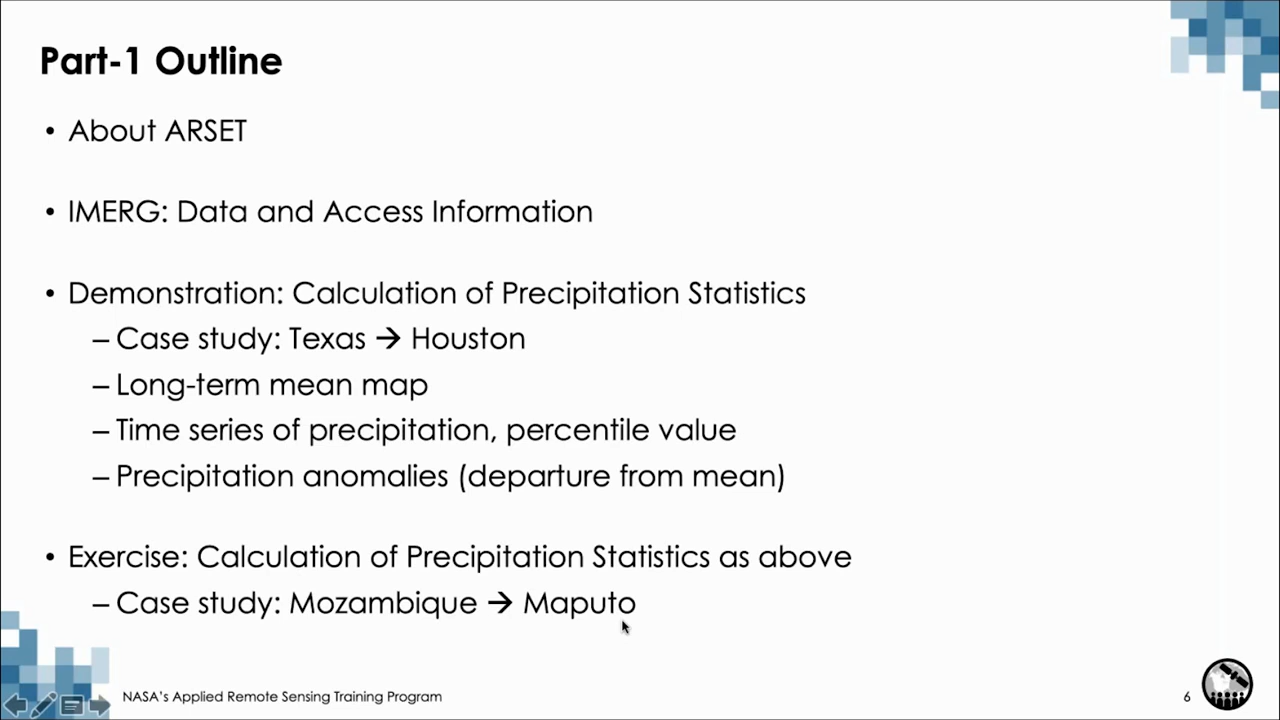 Part-1 Outline
• About ARSET
• IMERG: Data and Access Information
• Demonstration: Calculation of Precipitation Statistics
– Case study: Texas → Houston
– Long-term mean map
– Time series of precipitation, percentile value
– Precipitation anomalies (departure from mean)
• Exercise: Calculation of Precipitation Statistics as above
– Case study: Mozambique → Maputo
NASA's Applied Remote Sensing Training Program
6